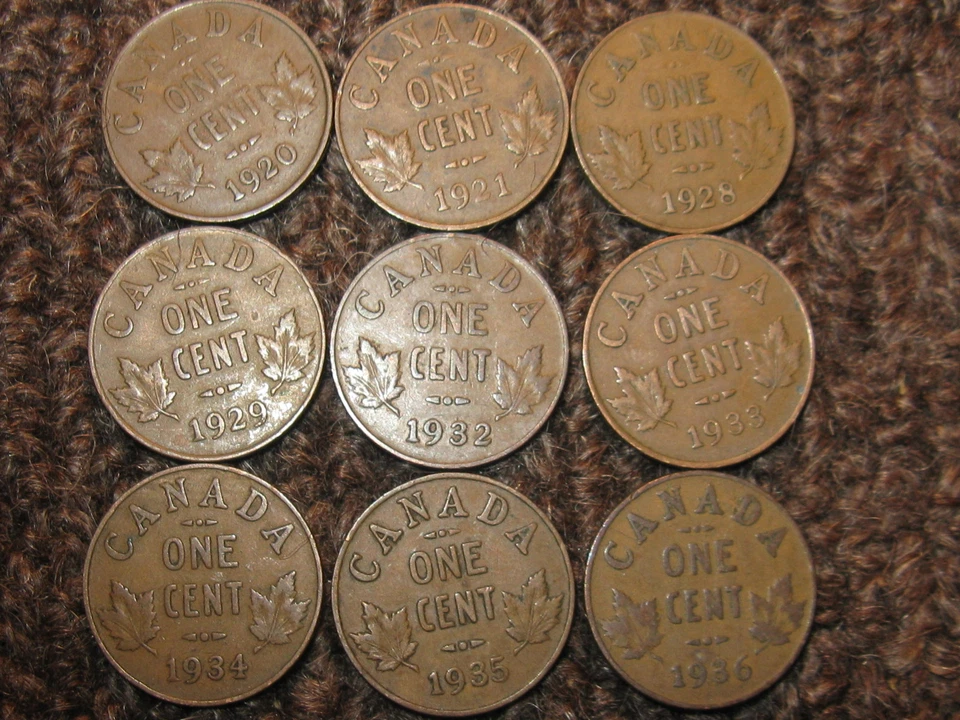 CANADA
ONE
CENT
1920
CANADA
ONE
CENT
1921
CANADA
ONE
CENT
1928
CANADA
ONE
CENT
1929
CANADA
ONE
CENT
1932
CANADA
ONE
CENT
1933
CANADA
ONE
CENT
1934
CANADA
ONE
CENT
1935
CANADA
ONE
CENT
1936